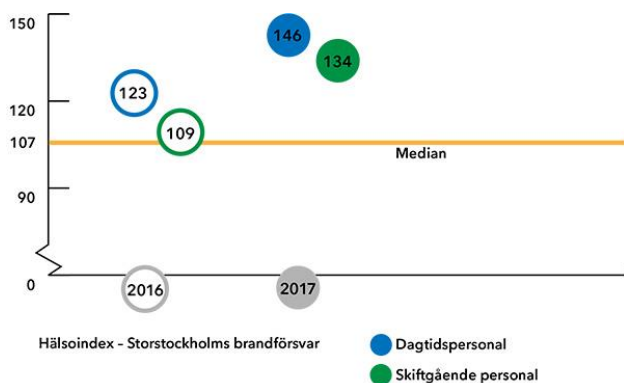 150
146
134
123
120
109
107
Median
90
0
2016
2017
Hälsoindex – Storstockholms brandförsvar
Dagtidspersonal
Skiftgående personal